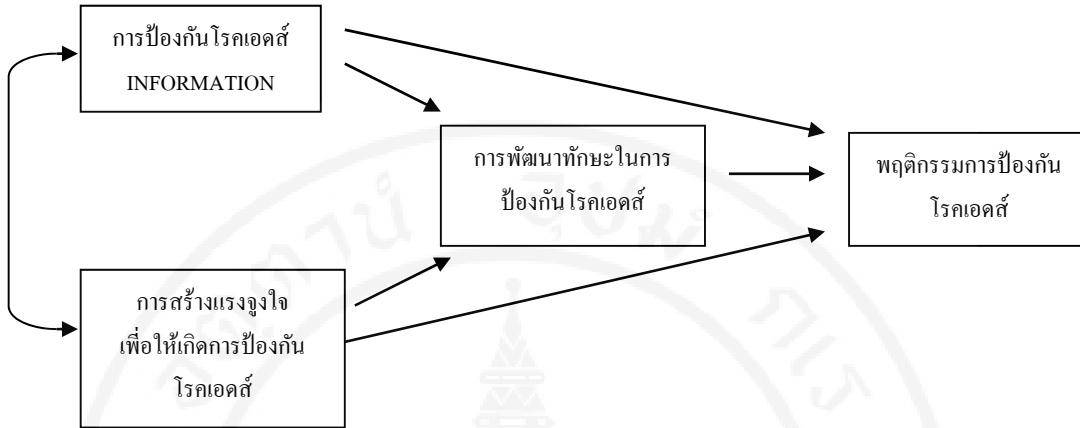 การป้องกันโรคเอดส์
INFORMATION
การพัฒนาทักษะในการ
ป้องกันโรคเอดส์
พฤติกรรมการป้องกัน
โรคเอดส์
การสร้างแรงจูงใจ
เพื่อให้เกิดการป้องกัน
โรคเอดส์